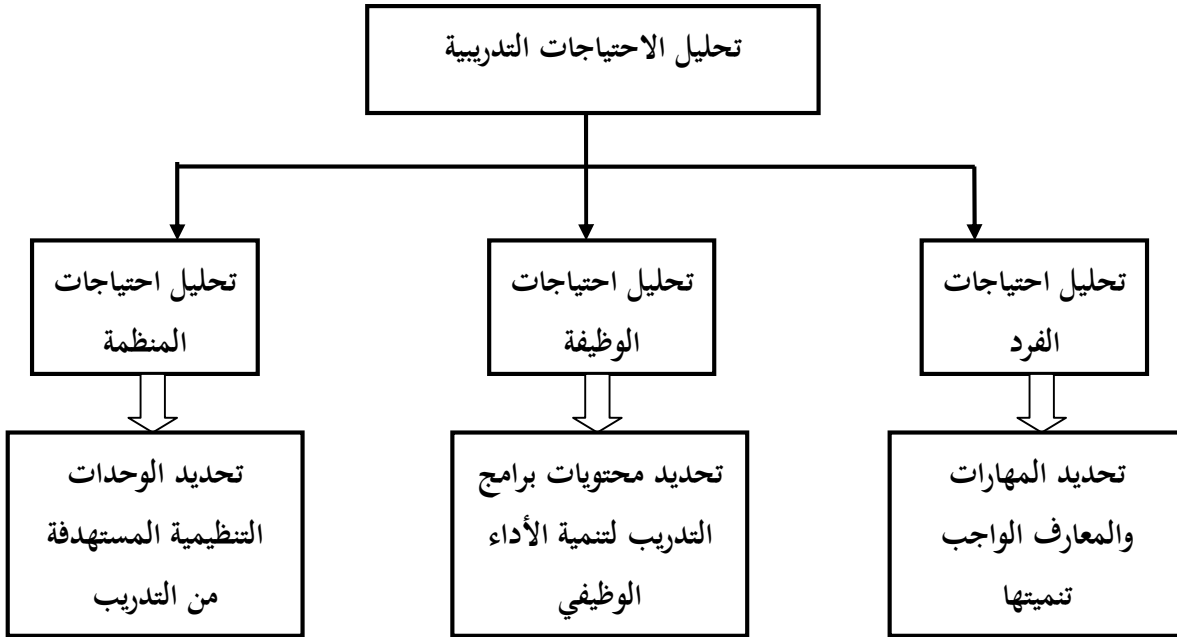 تحليل الاحتياجات التدريبية
تحليل احتياجات
الفرد
تحليل احتياجات
الوظيفة
تحليل احتياجات
المنظمة
تحديد المهارات
والمعارف الواجب
تنميتها
تحديد محتويات برامج
التدريب لتنمية الأداء
الوظيفي
تحديد الوحدات
التنظيمية المستهدفة
من التدريب